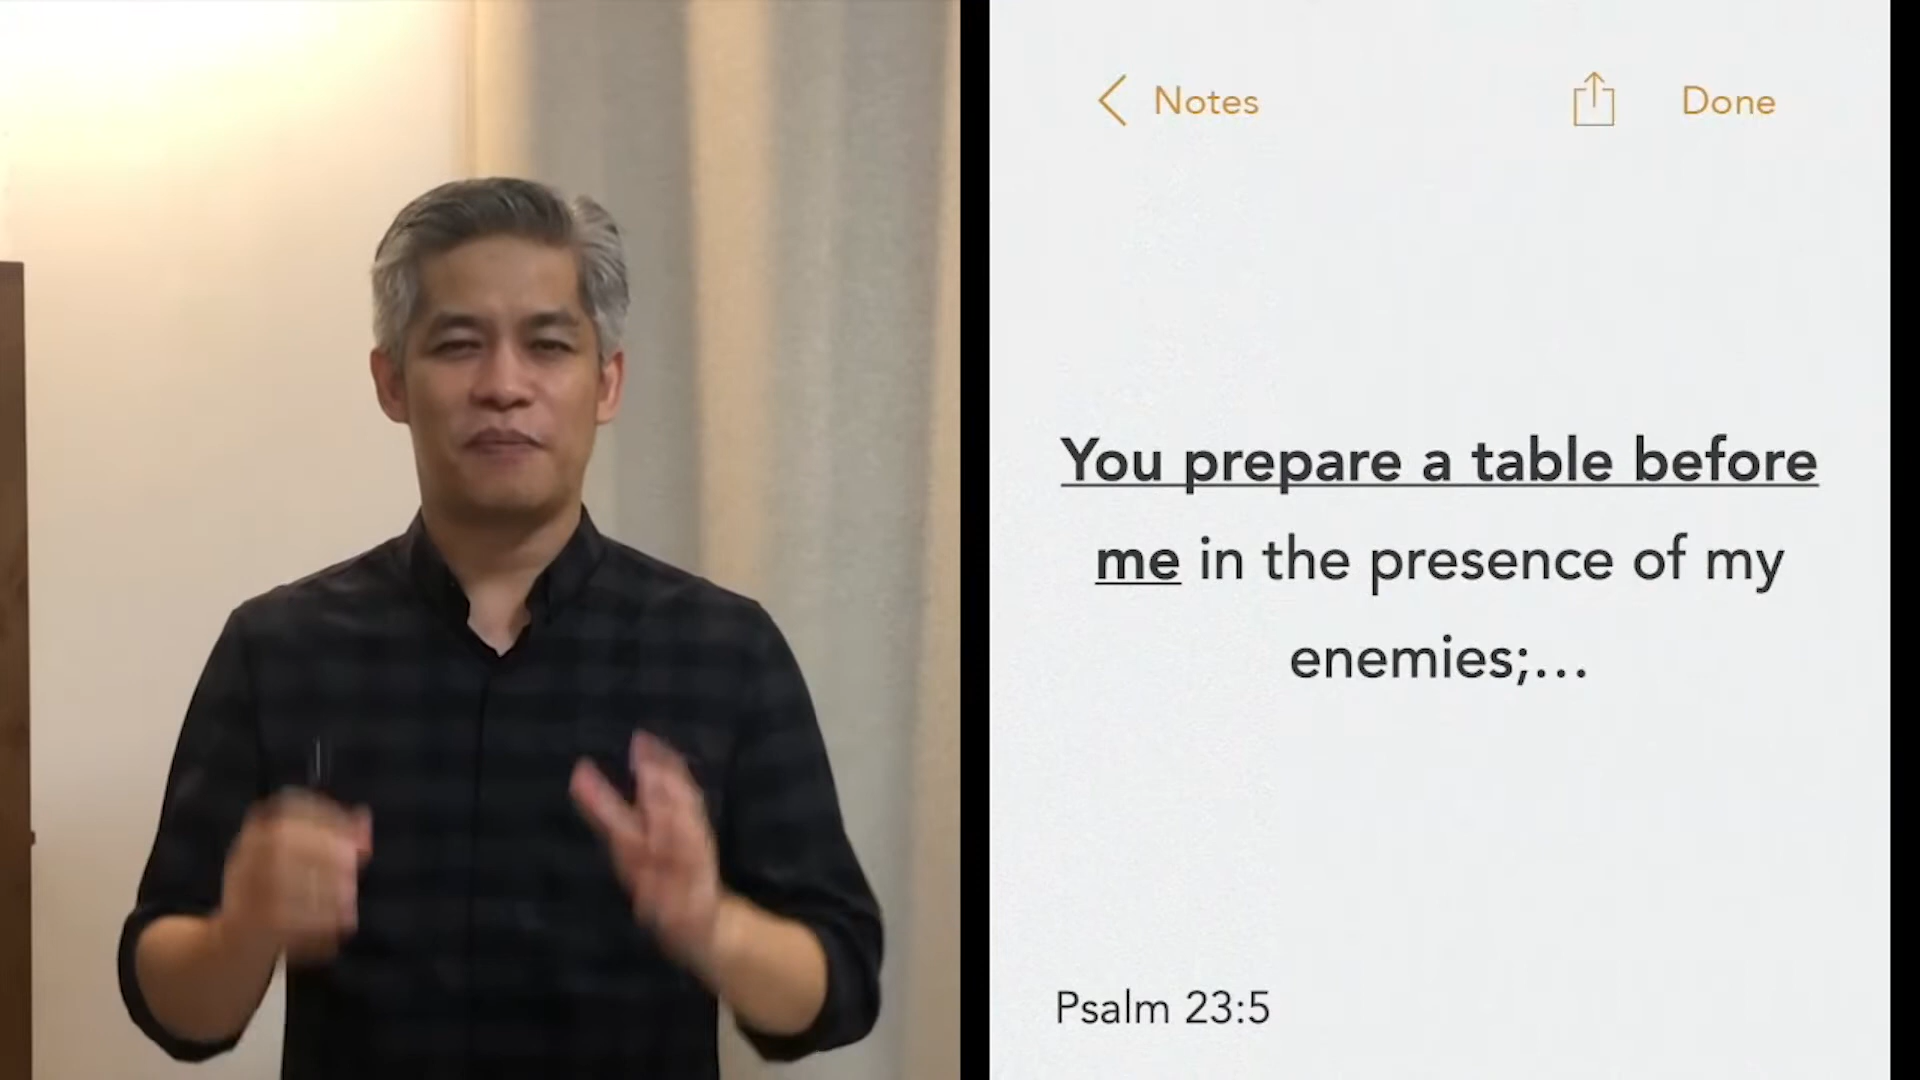 Notes Done
You prepare a table before
me in the presence of my
enemies;...
Psalm 23:5